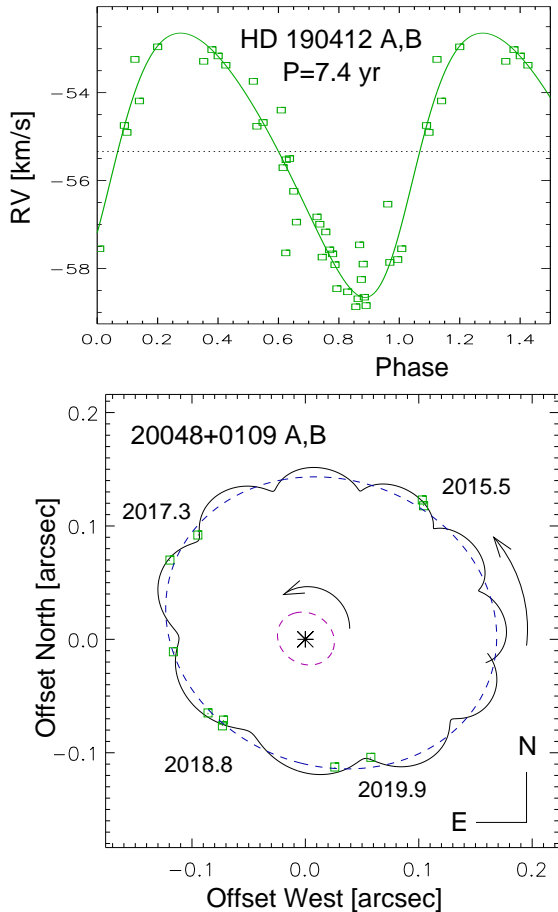 HD 190412 A,B
P=7.4 yr
RV [km/s]
−54
−56
−58
0.0 0.2 0.4 0.6 0.8 1.0 1.2 1.4
Phase
20048+0109 A,B
2015.5
2017.3
2018.8
2019.9
N
E
Offset North [arcsec]
0.2
0.1
0.0
−0.1
−0.1 0.0 0.1 0.2
Offset West [arcsec]